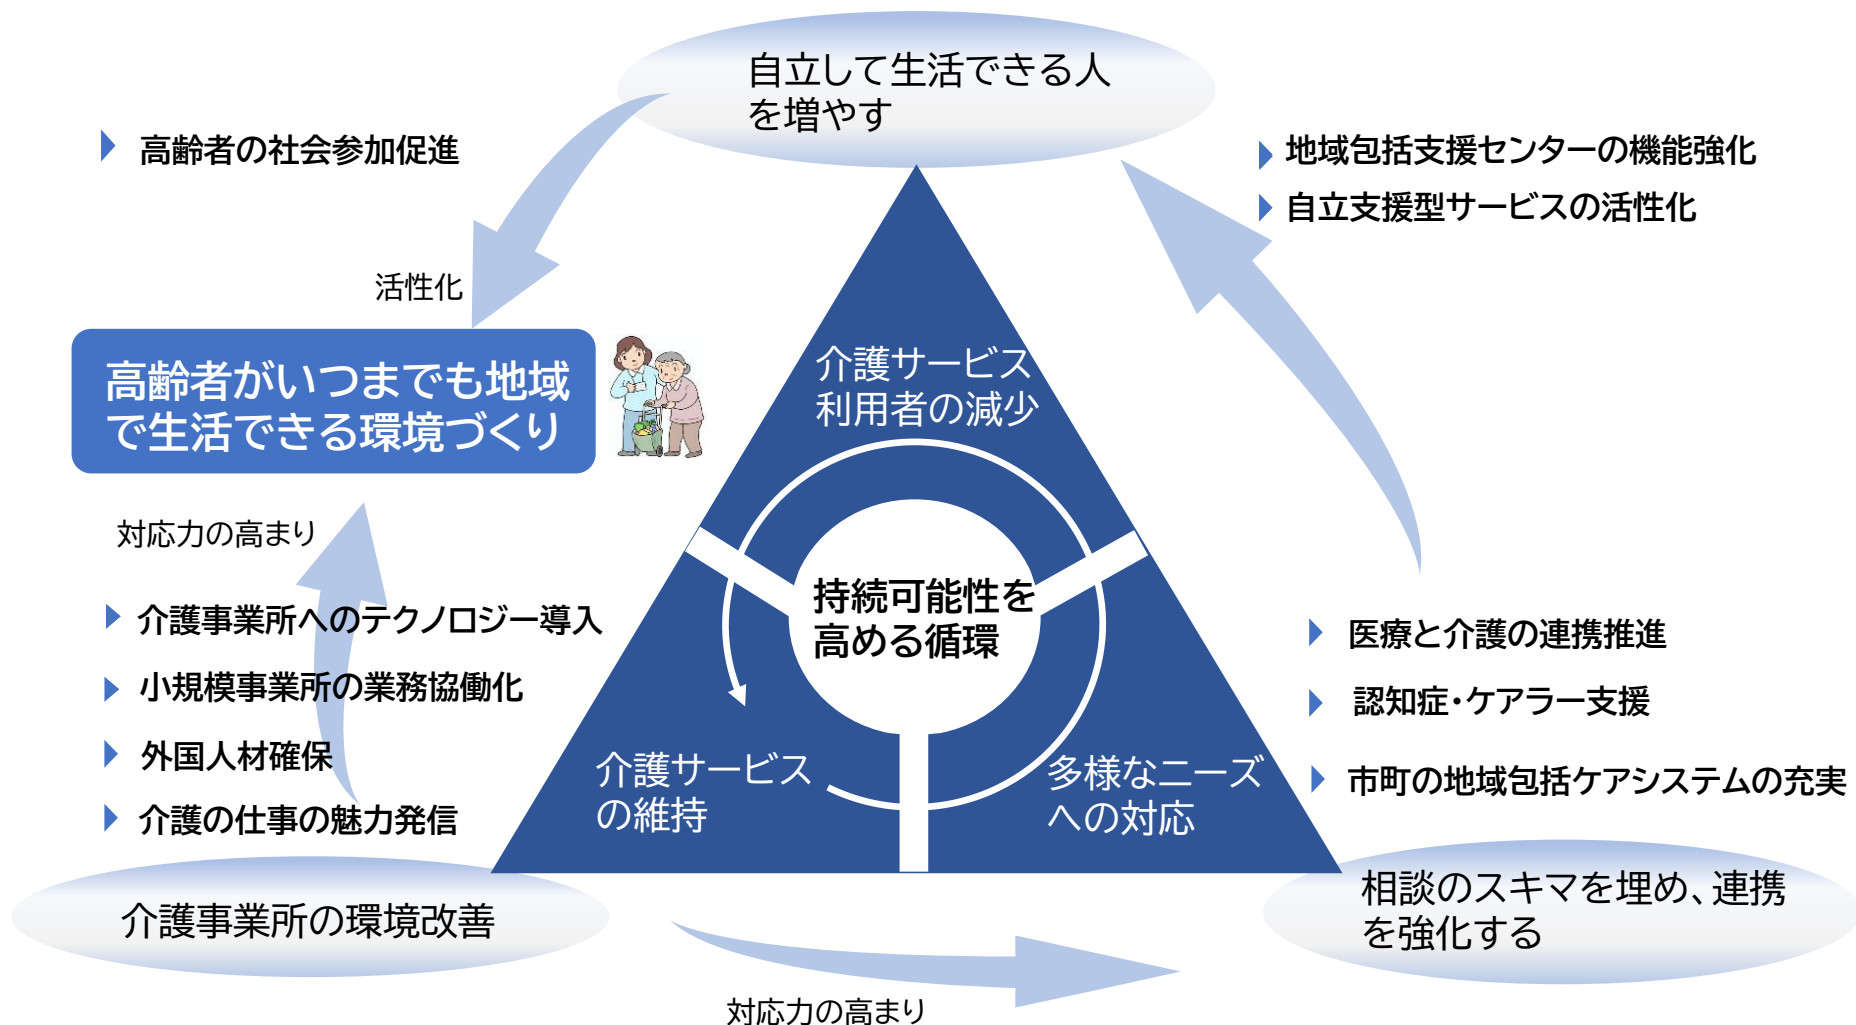 自立して生活できる人
を増やす
高齢者の社会参加促進
地域包括支援センターの機能強化
自立支援型サービスの活性化
活性化
高齢者がいつまでも地域
で生活できる環境づくり
介護サービス
利用者の減少
対応力の高まり
持続可能性を
高める循環
介護事業所へのテクノロジー導入
小規模事業所の業務協働化
外国人材確保
介護の仕事の魅力発信
医療と介護の連携推進
認知症・ケアラー支援
市町の地域包括ケアシステムの充実
介護サービス
の維持
多様なニーズ
への対応
介護事業所の環境改善
相談のスキマを埋め、連携
を強化する
対応力の高まり